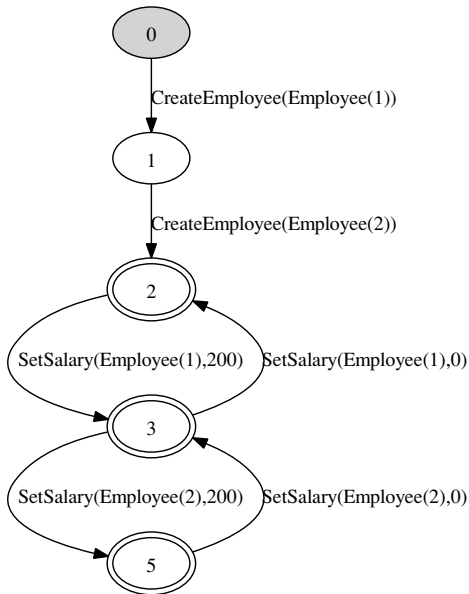 0
CreateEmployee(Employee(1))
1
CreateEmployee(Employee(2))
2
SetSalary(Employee(1),200)
SetSalary(Employee(1),0)
3
SetSalary(Employee(2),200)
SetSalary(Employee(2),0)
5